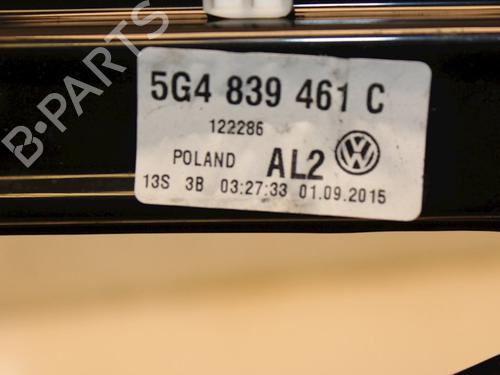 5G4 839 461 C
122286
POLAND AL2
13S 3B 03:27:33 01.09.2015
B-PARTS